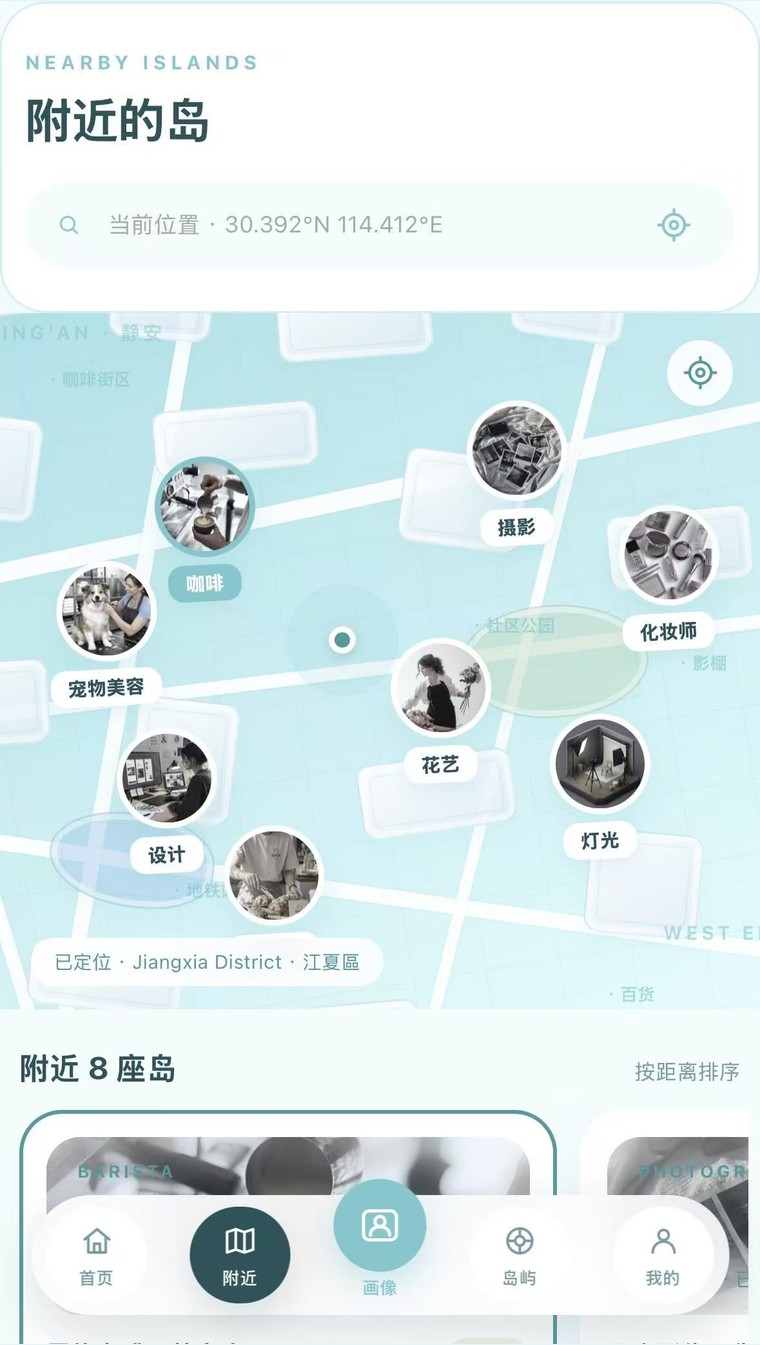 NEARBY ISLANDS
附近的岛
当前位置 · 30.392°N 114.412°E
ING'AN · 静安
· 咖啡街区
摄影
咖啡
· 社区公园
化妆师
· 影棚
宠物美容
花艺
灯光
设计
· 地铁
WEST E
已定位 · Jiangxia District · 江夏區
· 百货
附近 8 座岛
按距离排序
BARISTA
PHOTOGR
首页
附近
画像
岛屿
我的